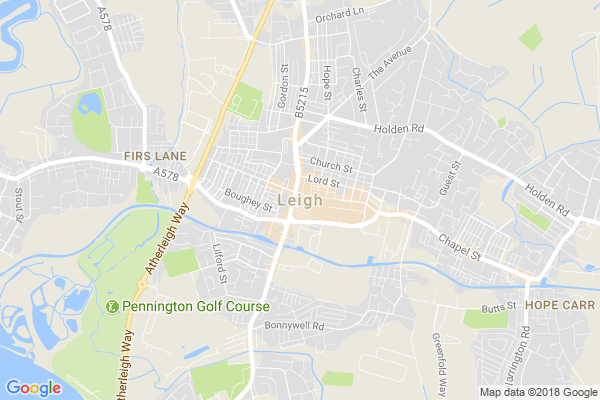 Orchard Ln
A578
The Avenue
Gordon St
Hope St
Charles St
B5215
Holden Rd
FIRS LANE
Church St
A578
Lord St
Guest St
Stout St
Boughey St
Leigh
Holden Rd
Atherleigh Way
Chapel St
Lilford St
Pennington Golf Course
Butts St
HOPE CARR
Bonnywell Rd
Atherleigh Way
Greenfold Way
Warrington Rd
Google
Map data ©2018 Google